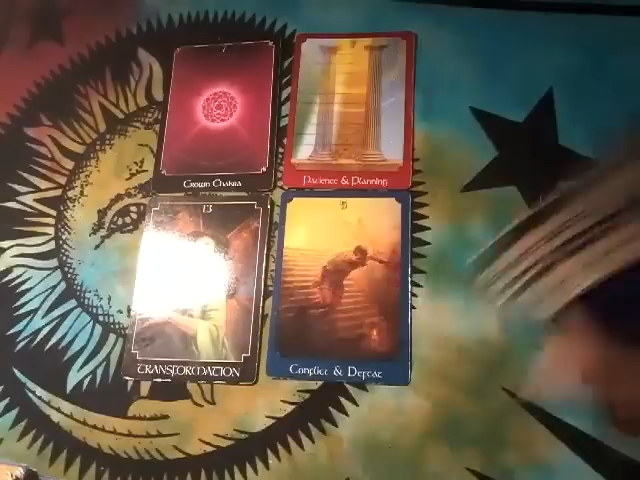 Crown Chakra
Patience & Planning
13
TRANSFORMATION
Conflict & Defeat